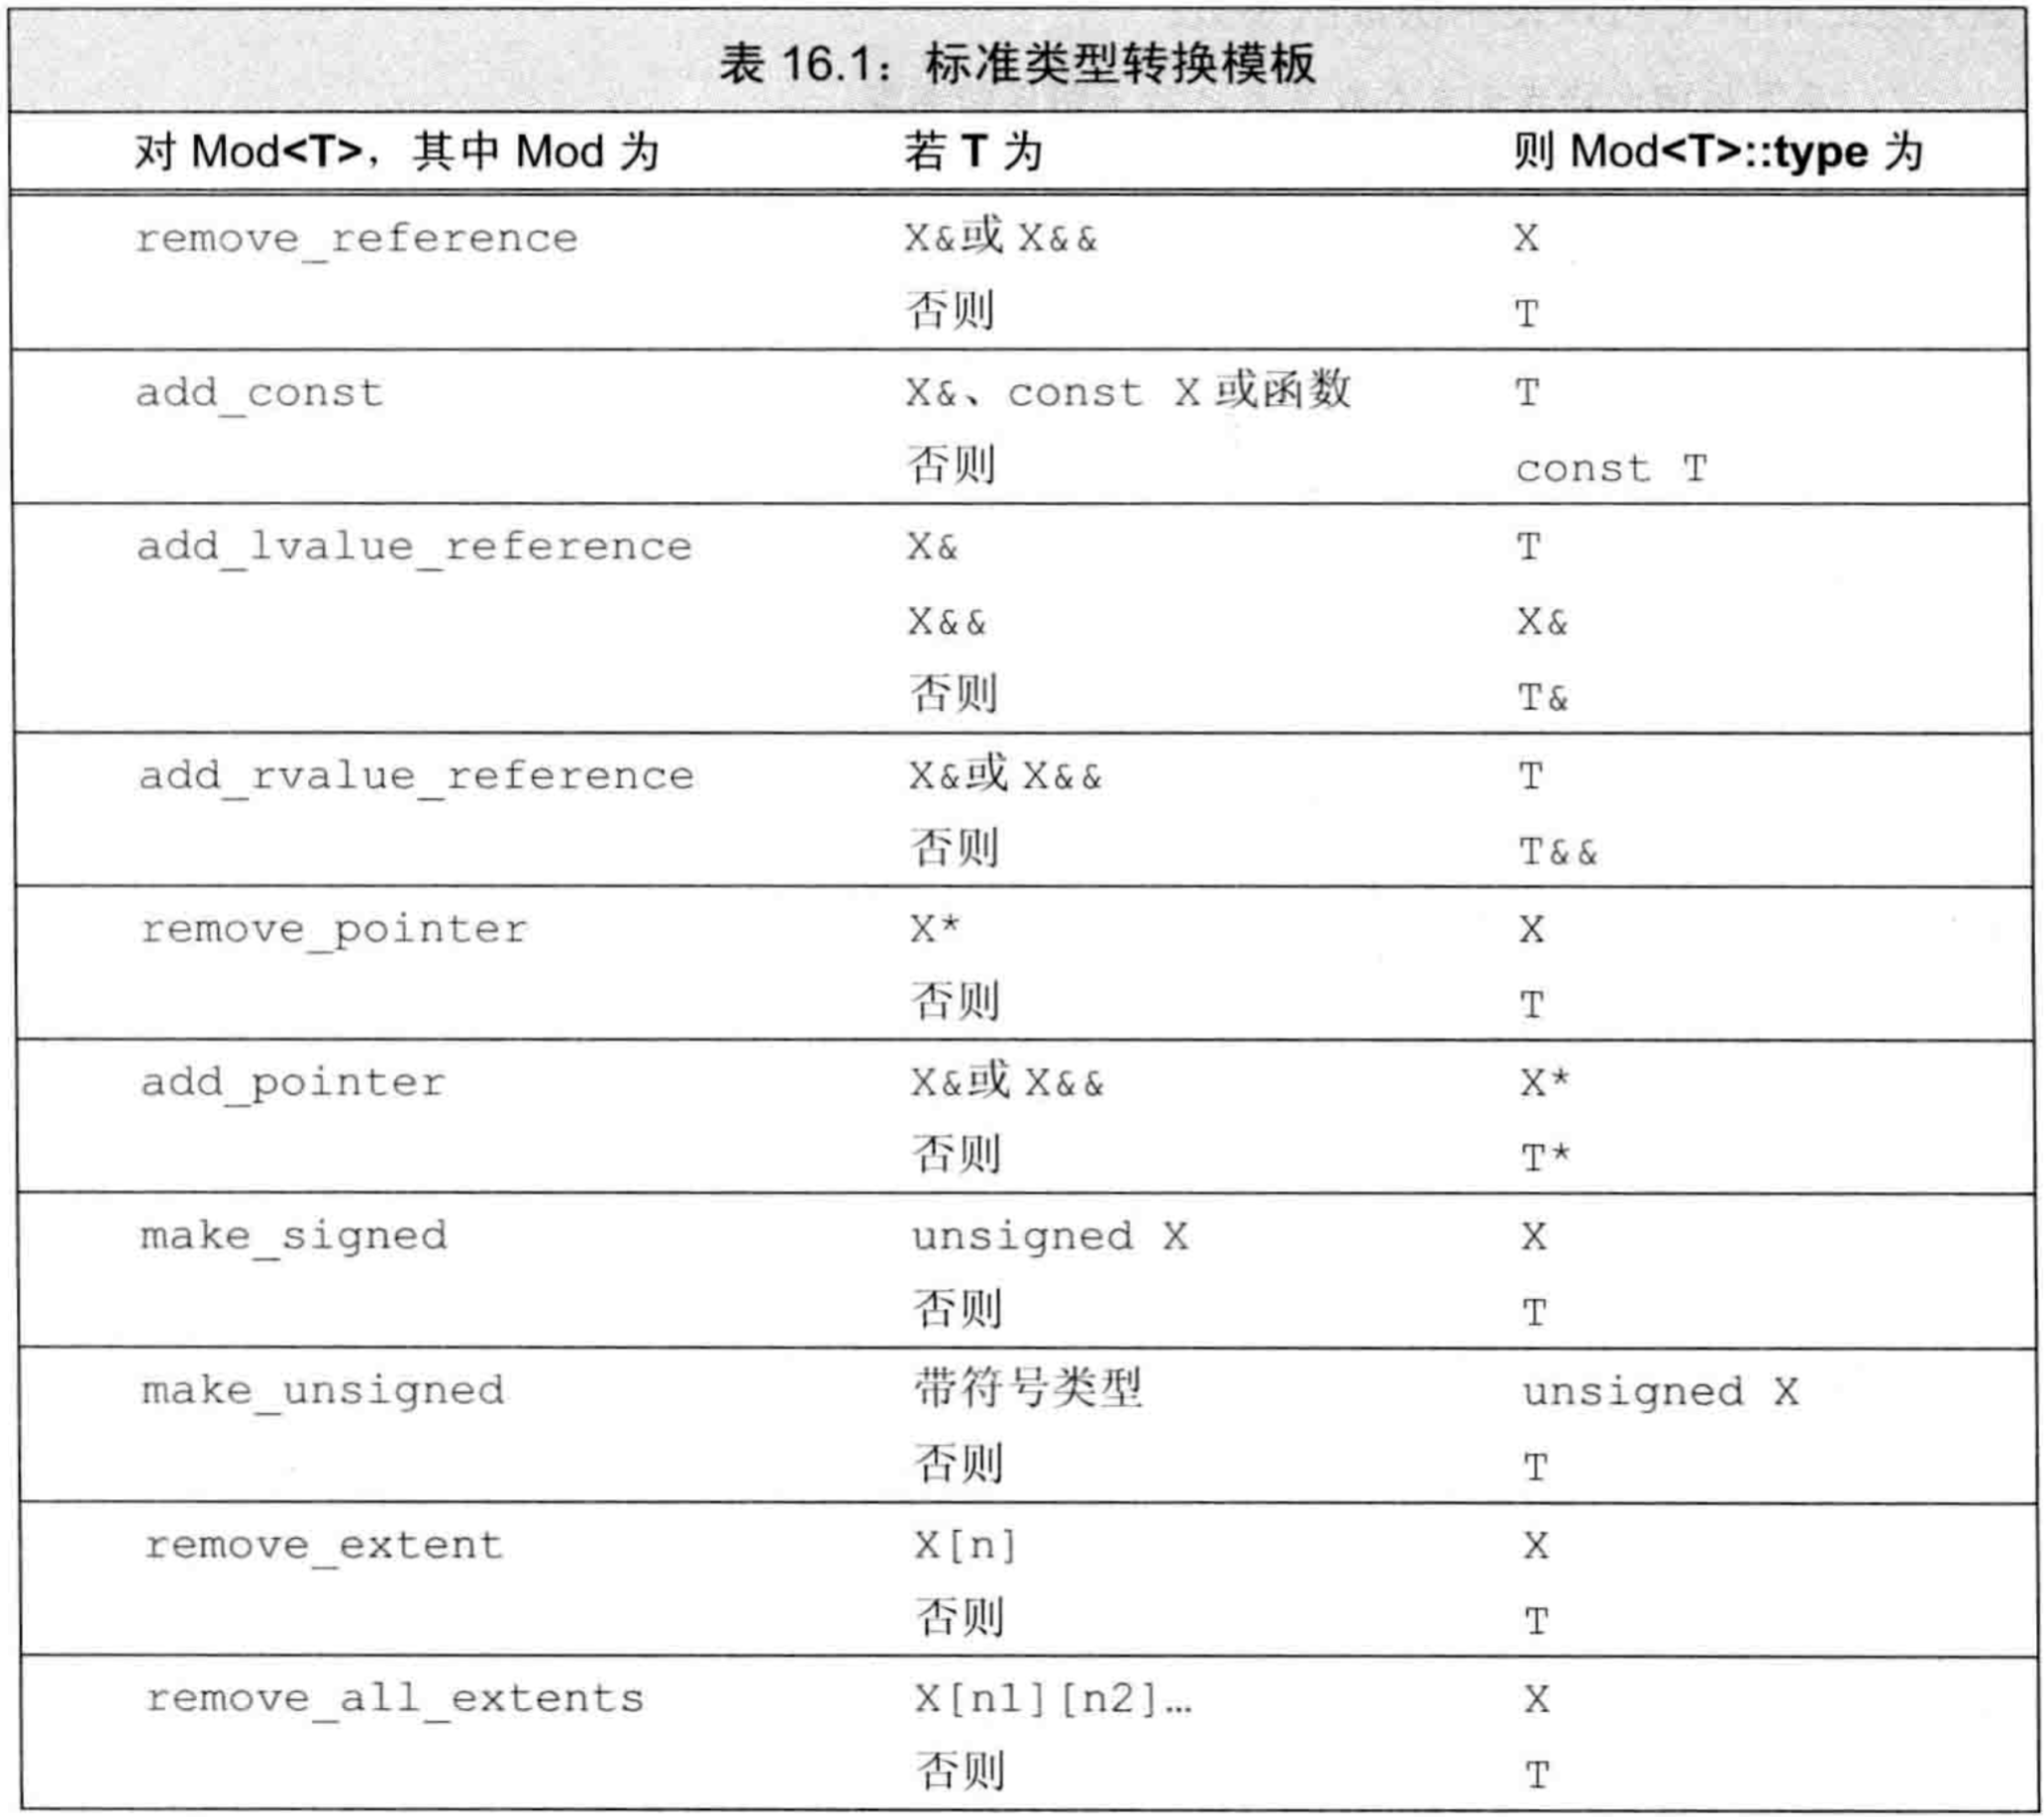 表 16.1：标准类型转换模板
对 Mod<T>，其中 Mod 为 若 T 为 则 Mod<T>::type 为
remove_reference X&或 X&& X
否则 T
add_const X&、const X 或函数 T
否则 const T
add_lvalue_reference X& T
X&& X&
否则 T&
add_rvalue_reference X&或 X&& T
否则 T&&
remove_pointer X* X
否则 T
add_pointer X&或 X&& X*
否则 T*
make_signed unsigned X X
否则 T
make_unsigned 带符号类型 unsigned X
否则 T
remove_extent X[n] X
否则 T
remove_all_extents X[n1][n2]… X
否则 T